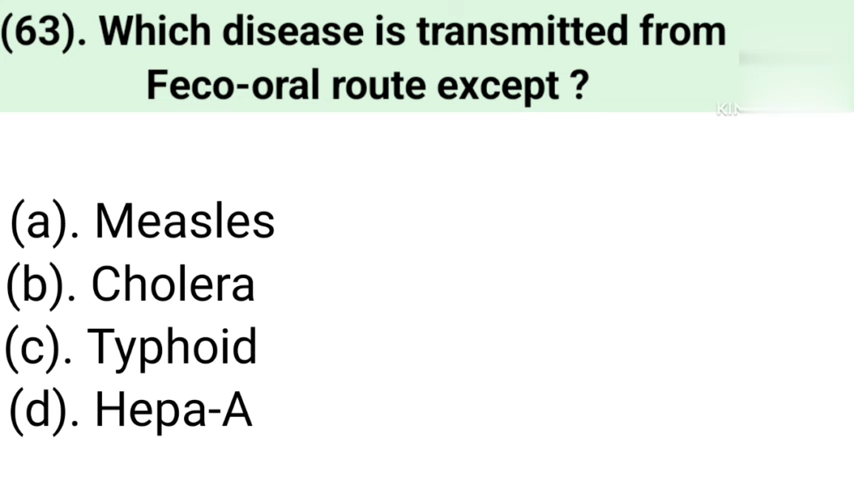 (63). Which disease is transmitted from
Feco-oral route except ?
(a). Measles
(b). Cholera
(c). Typhoid
(d). Hepa-A